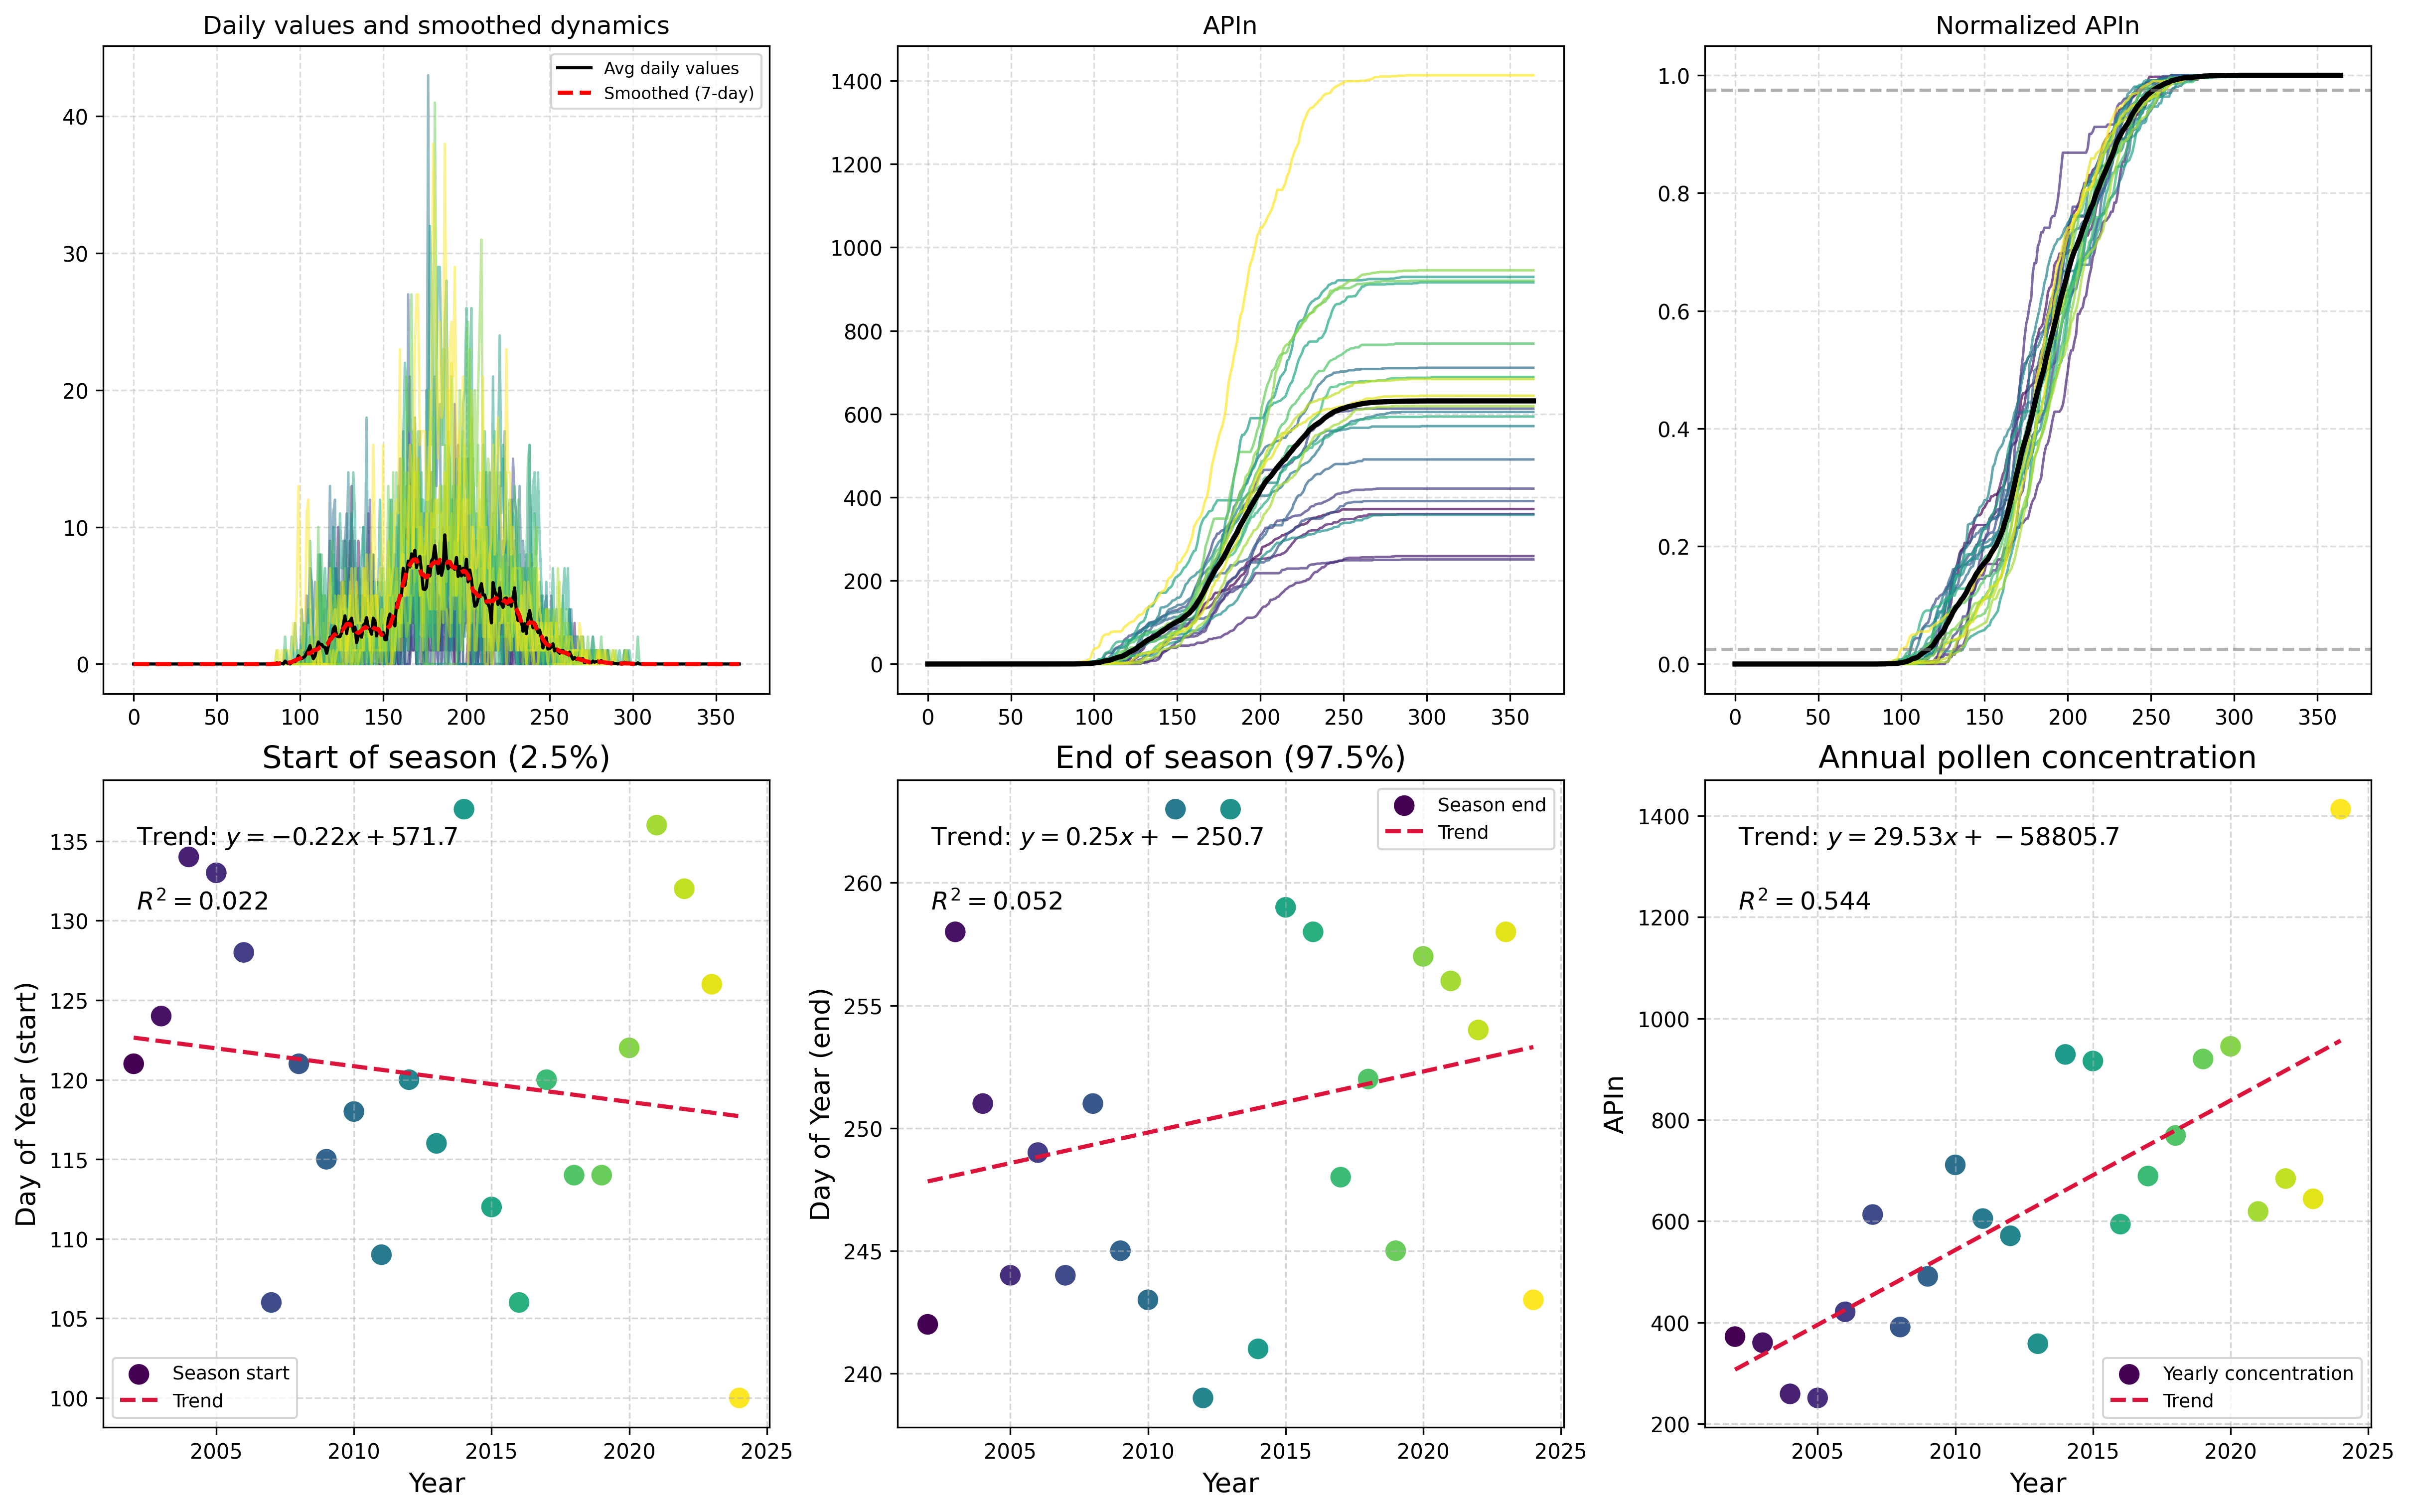 Daily values and smoothed dynamics
Avg daily values
Smoothed (7-day)
40
30
20
10
0
0 50 100 150 200 250 300 350
APIn
1400
1200
1000
800
600
400
200
0
0 50 100 150 200 250 300 350
Normalized APIn
1.0
0.8
0.6
0.4
0.2
0.0
0 50 100 150 200 250 300 350
Start of season (2.5%)
Trend: y = −0.22x + 571.7
R² = 0.022
Day of Year (start)
135
130
125
120
115
110
105
100
Season start
Trend
2005 2010 2015 2020 2025
Year
End of season (97.5%)
Season end
Trend
Trend: y = 0.25x + − 250.7
R² = 0.052
Day of Year (end)
260
255
250
245
240
2005 2010 2015 2020 2025
Year
Annual pollen concentration
Trend: y = 29.53x + − 58805.7
R² = 0.544
APIn
1400
1200
1000
800
600
400
200
Yearly concentration
Trend
2005 2010 2015 2020 2025
Year